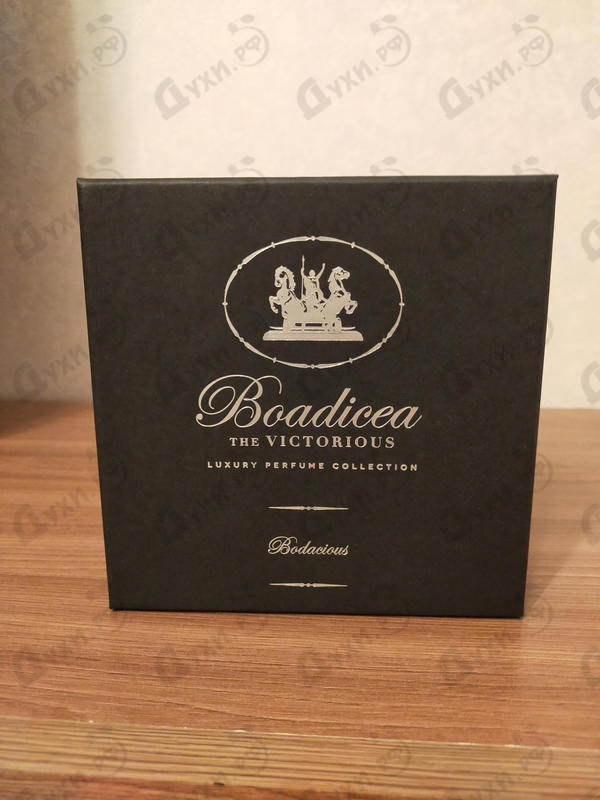 Boadicea
THE VICTORIOUS
LUXURY PERFUME COLLECTION
Bodacious
Духи.рф